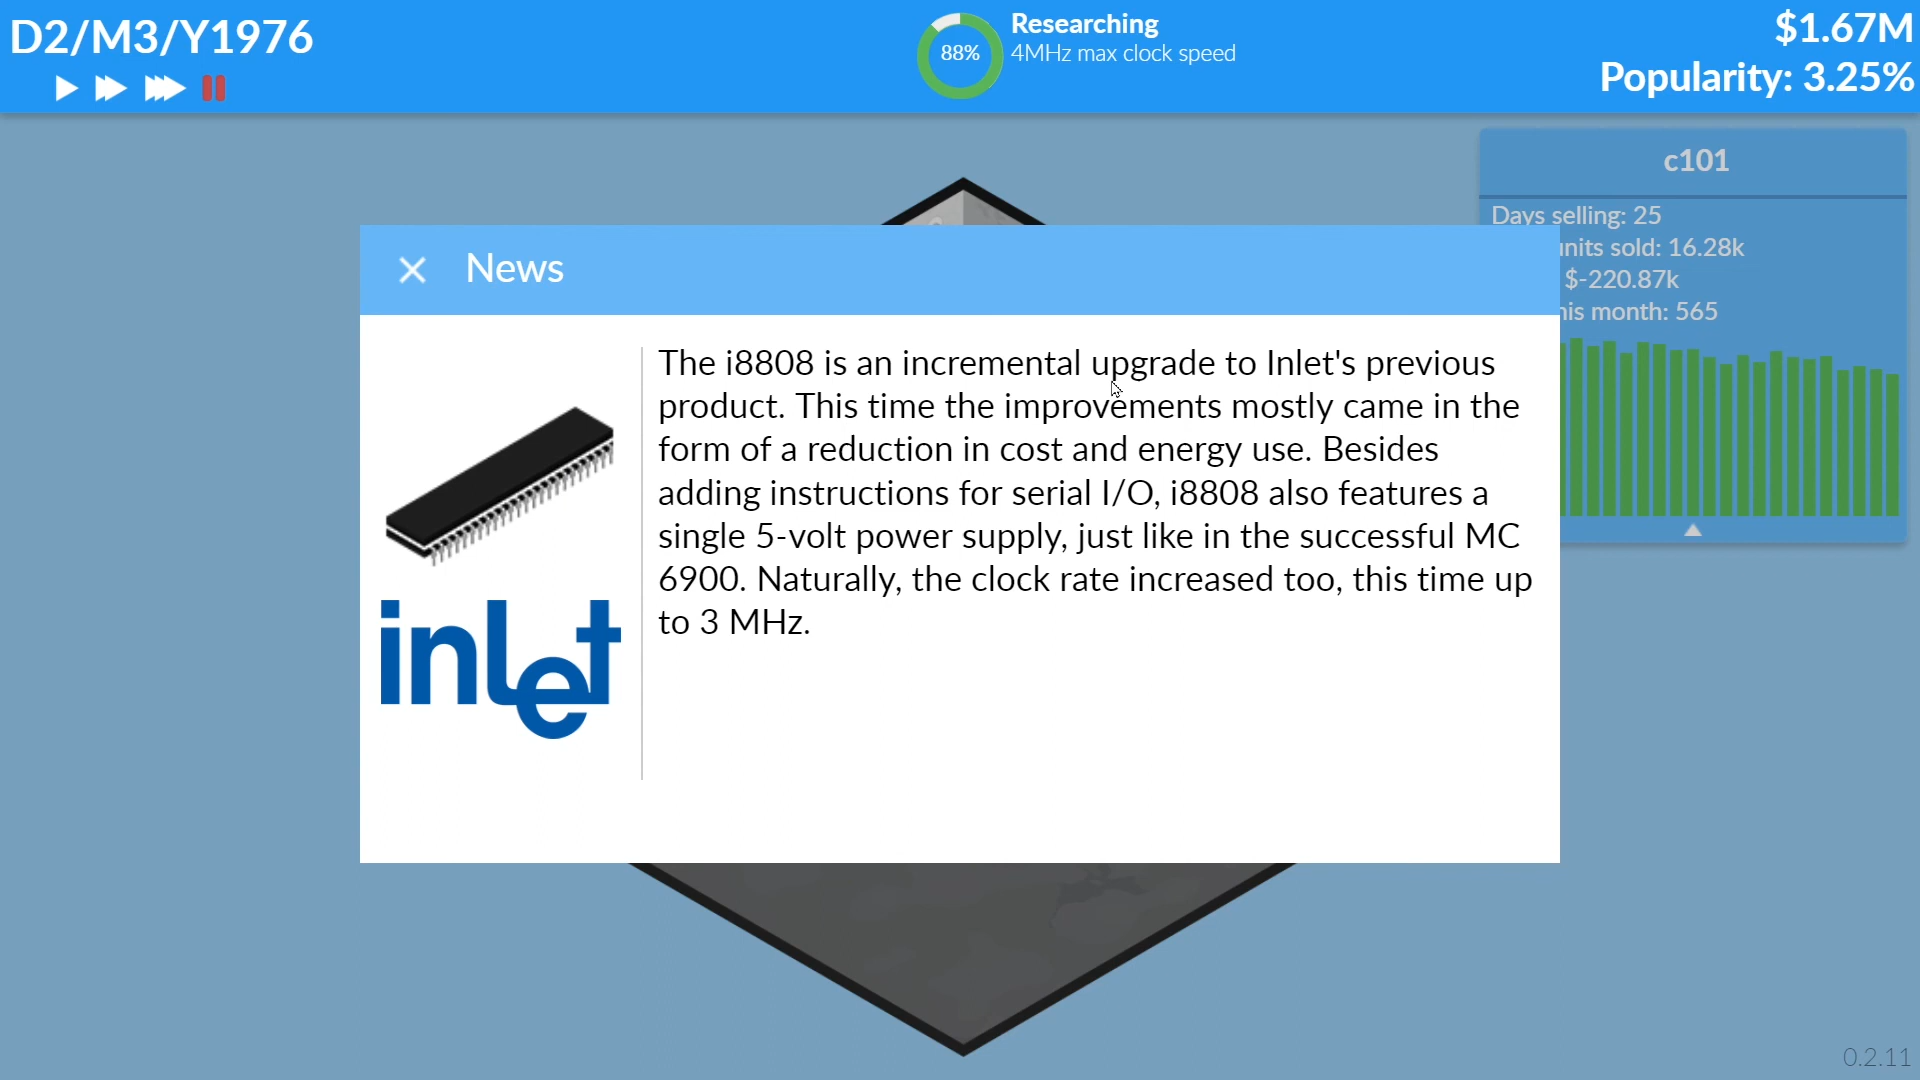 D2/M3/Y1976
88%
Researching
4MHz max clock speed
$1.67M
Popularity: 3.25%
c101
Days selling: 25
units sold: 16.28k
$-220.87k
this month: 565
News
The i8808 is an incremental upgrade to Inlet's previous
product. This time the improvements mostly came in the
form of a reduction in cost and energy use. Besides
adding instructions for serial I/O, i8808 also features a
single 5-volt power supply, just like in the successful MC
6900. Naturally, the clock rate increased too, this time up
to 3 MHz.
inlet
0.2.11